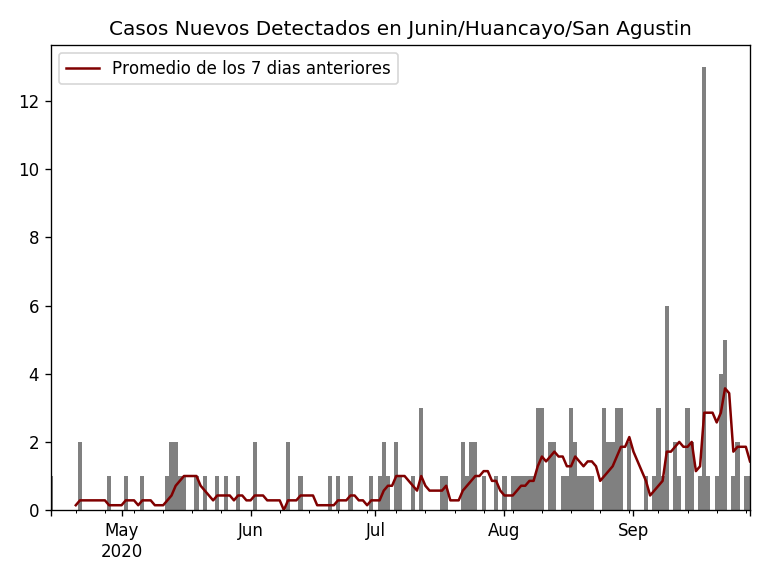 Casos Nuevos Detectados en Junin/Huancayo/San Agustin
Promedio de los 7 dias anteriores
12
10
8
6
4
2
0
May Jun Jul Aug Sep
2020